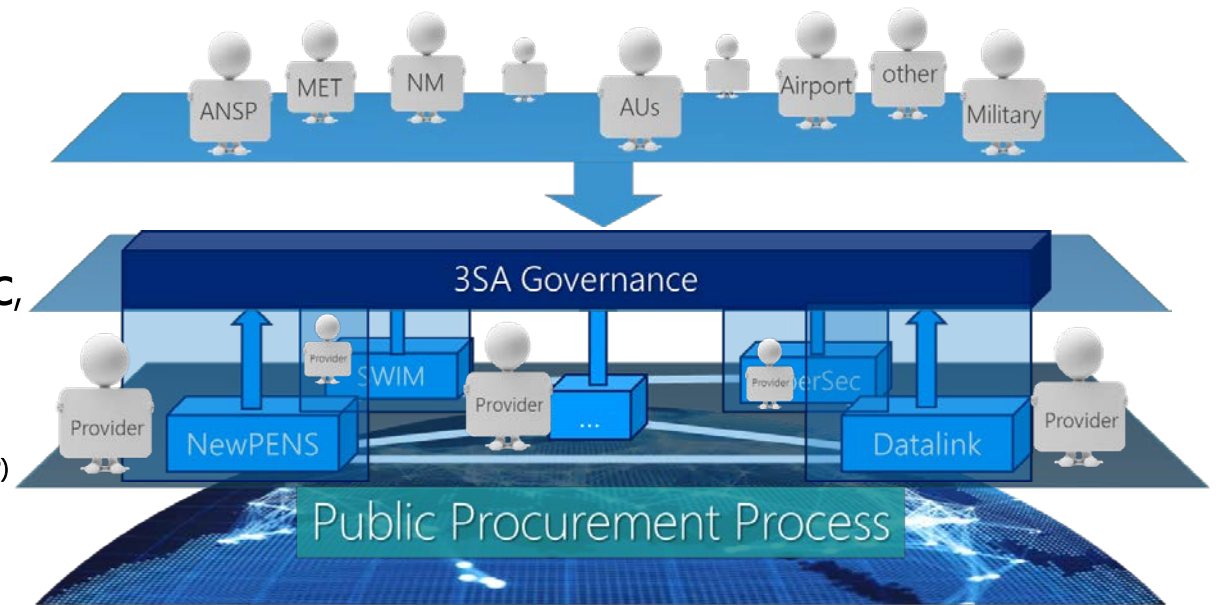 ANSP
MET
NM
AUs
Airport
other
Military
3SA Governance
C,
Provider
SWIM
Provider
Provider
Provider
berSec
Provider
NewPENS
...
Datalink
)
Public Procurement Process